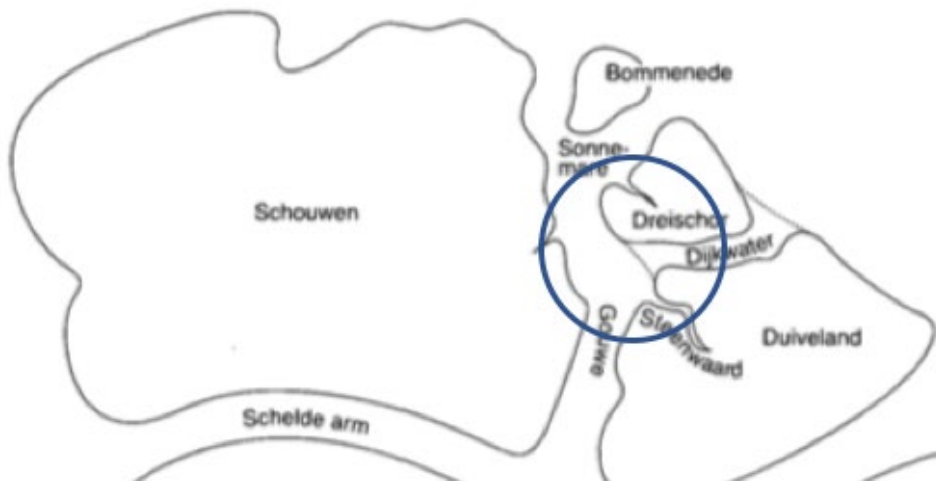 Bommenede
Sonne-
mare
Schouwen
Dreischor
Dijkwater
Gouwe
Steenwaard
Duiveland
Schelde arm